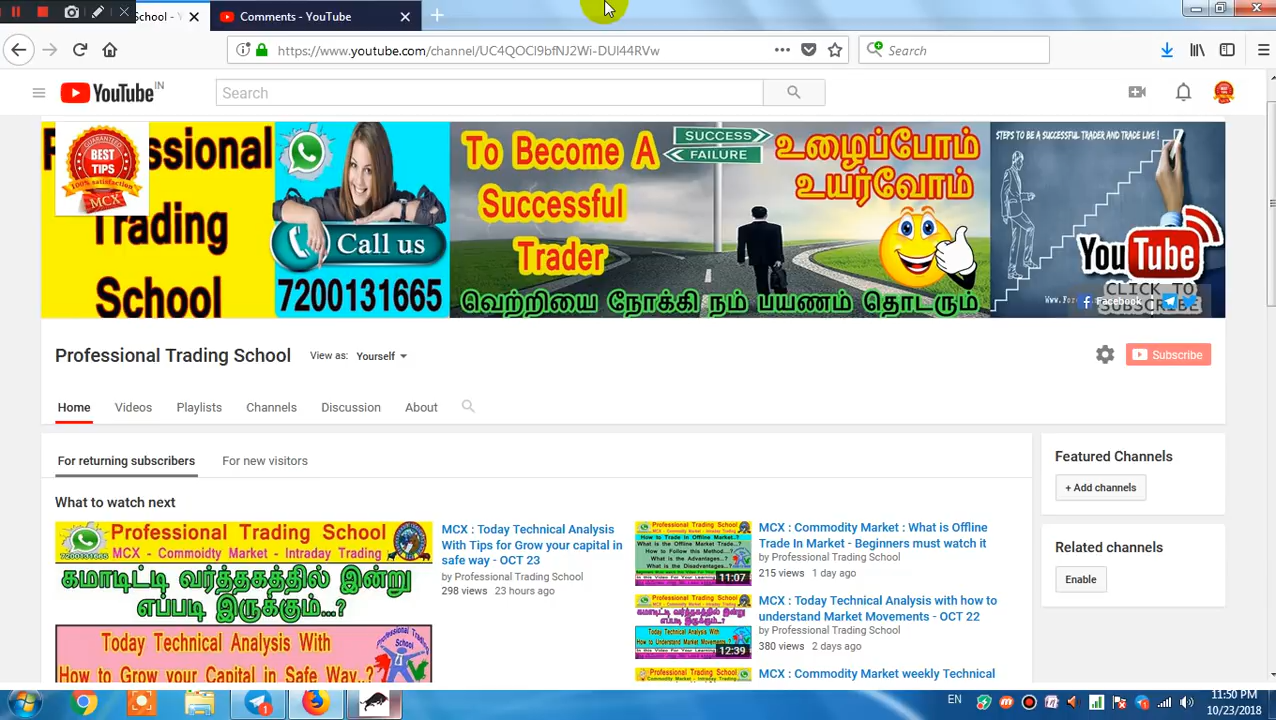 School -
Comments - YouTube
https://www.youtube.com/channel/UC4QOCl9bfNJ2Wi-DUI44RVw
Search
YouTube IN
Search
GUARANTEED
BEST TIPS
100% satisfaction
MCX
Trading
School
Call us
7200131665
To Become A
Successful
Trader
SUCCESS
FAILURE
உழைப்போம்
உயர்வோம்
வெற்றியை நோக்கி நம் பயணம் தொடரும்
STEPS TO BE A SUCCESSFUL TRADER AND TRADE LIVE !
YouTube
CLICK TO
SUBSCRIBE
Facebook
Professional Trading School
View as: Yourself
Subscribe
Home Videos Playlists Channels Discussion About
For returning subscribers For new visitors
What to watch next
Professional Trading School
7200131665
MCX - Commoidty Market - Intraday Trading
கமாடிட்டி வர்த்தகத்தில் இன்று
எப்படி இருக்கும்...?
Today Technical Analysis With
How to Grow your Capital in Safe Way..?
MCX : Today Technical Analysis
With Tips for Grow your capital in
safe way - OCT 23
by Professional Trading School
298 views 23 hours ago
11:07
MCX : Commodity Market : What is Offline
Trade In Market - Beginners must watch it
by Professional Trading School
215 views 1 day ago
12:39
MCX : Today Technical Analysis with how to
understand Market Movements - OCT 22
by Professional Trading School
380 views 2 days ago
MCX : Commodity Market weekly Technical
Featured Channels
+ Add channels
Related channels
Enable
EN
11:50 PM
10/23/2018